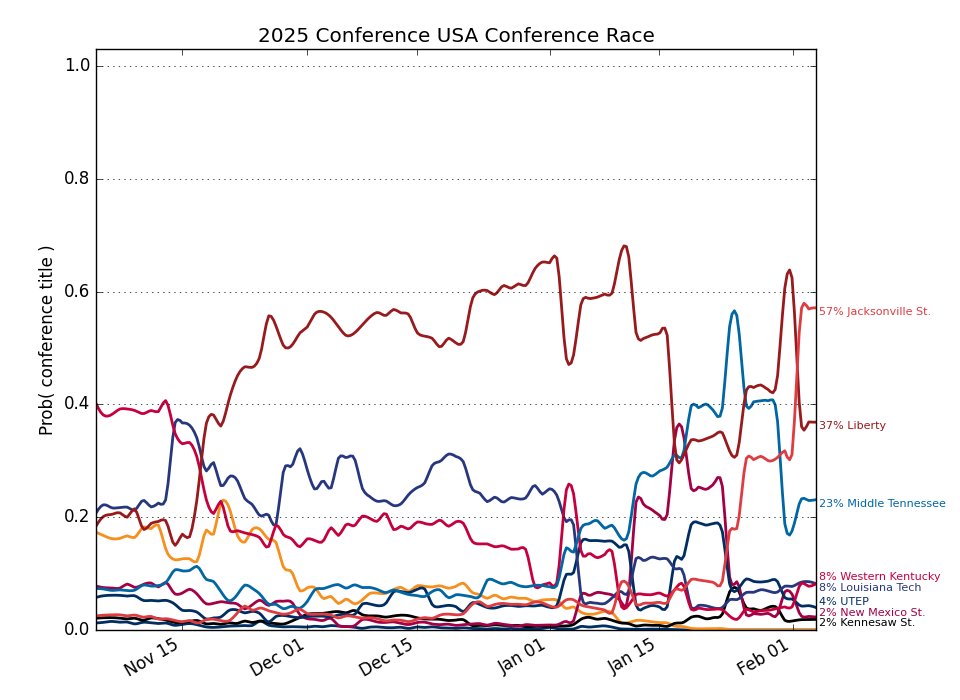 2025 Conference USA Conference Race
Prob( conference title )
1.0
0.8
0.6
0.4
0.2
0.0
Nov 15
Dec 01
Dec 15
Jan 01
Jan 15
Feb 01
57% Jacksonville St.
37% Liberty
23% Middle Tennessee
8% Western Kentucky
8% Louisiana Tech
4% UTEP
2% New Mexico St.
2% Kennesaw St.